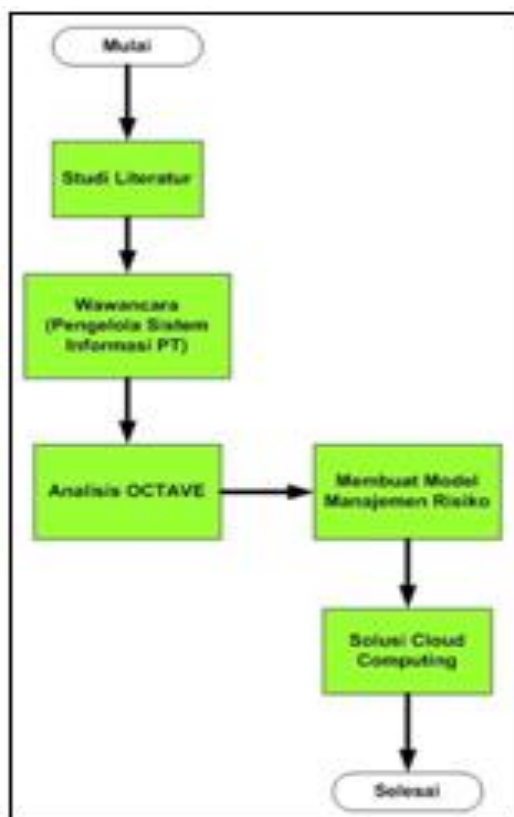 Mulai
Studi Literatur
Wawancara
(Pengelola Sistem
Informasi PT)
Analisis OCTAVE
Membuat Model
Manajemen Risiko
Solusi Cloud
Computing
Selesai